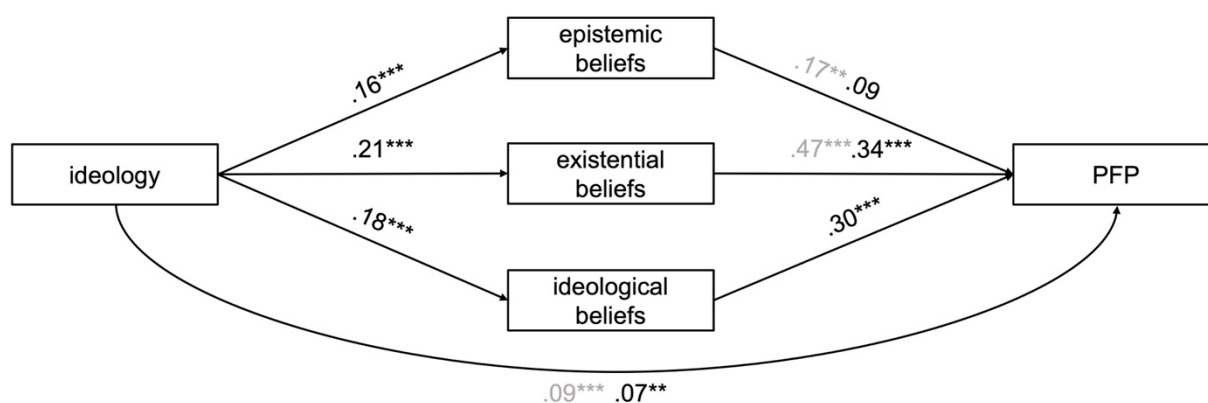 epistemic
beliefs
.16***
.17** .09
ideology
.21***
existential
beliefs
.47*** .34***
PFP
.18***
.30***
ideological
beliefs
.09*** .07**